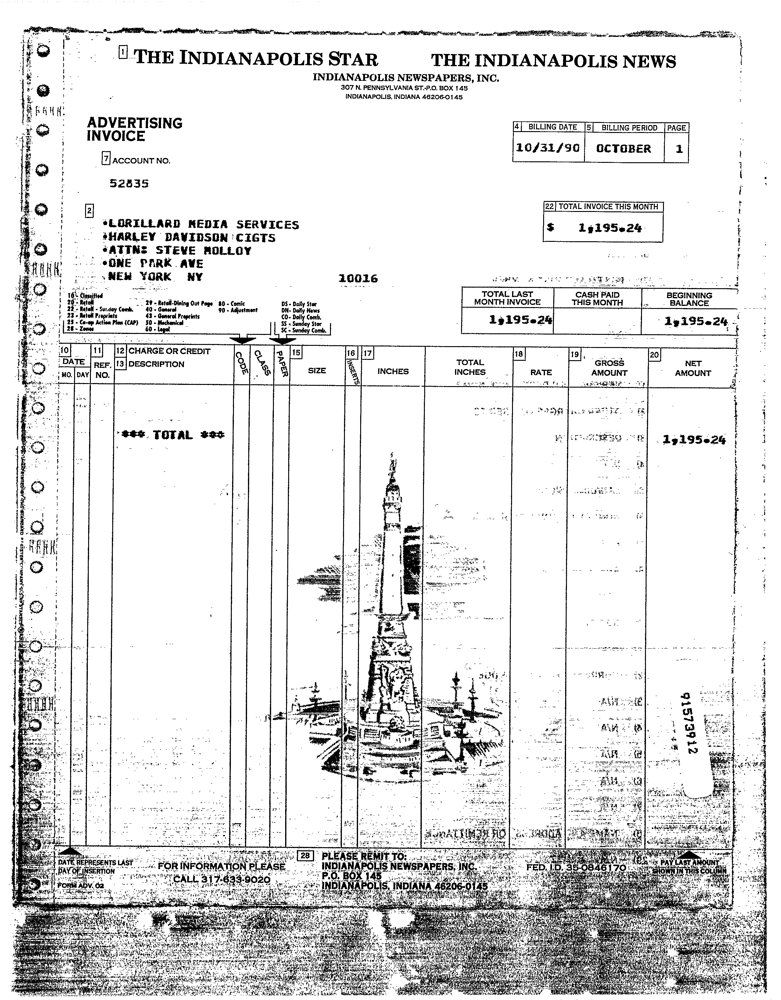 1 THE INDIANAPOLIS STAR THE INDIANAPOLIS NEWS
INDIANAPOLIS NEWSPAPERS, INC.
307 N. PENNSYLVANIA ST.-P.O. BOX 145
INDIANAPOLIS, INDIANA 46206-0145
ADVERTISING
INVOICE
4 BILLING DATE 5 BILLING PERIOD PAGE
10/31/90 OCTOBER 1
7 ACCOUNT NO.
52835
22 TOTAL INVOICE THIS MONTH
$ 1,195.24
2
*LORILLARD MEDIA SERVICES
*HARLEY DAVIDSON CIGTS
*ATTN: STEVE MOLLOY
*ONE PARK AVE
NEW YORK NY 10016
10 - Classified
20 - Retail
22 - Retail - Sunday Comb.
23 - Retail Preprints
25 - Co-op Action Plan (CAP)
28 - Zones
29 - Retail-Dining Out Page
40 - General
43 - General Preprints
50 - Mechanical
60 - Legal
80 - Comic
90 - Adjustment
DS - Daily Star
DN - Daily News
CO - Daily Comb.
SS - Sunday Star
SC - Sunday Comb.
TOTAL LAST MONTH INVOICE CASH PAID THIS MONTH BEGINNING BALANCE
1,195.24 1,195.24
10 DATE MO. DAY 11 REF. NO. 12 CHARGE OR CREDIT 13 DESCRIPTION CODE CLASS PAPER 15 SIZE 16 INSERTS 17 INCHES TOTAL INCHES 18 RATE 19 GROSS AMOUNT 20 NET AMOUNT
*** TOTAL *** 1,195.24
91573912
DATE REPRESENTS LAST
DAY OF INSERTION
FORM ADV. 02
FOR INFORMATION PLEASE
CALL 317-633-9020
28 PLEASE REMIT TO:
INDIANAPOLIS NEWSPAPERS, INC.
P.O. BOX 145
INDIANAPOLIS, INDIANA 46206-0145
FED. I.D. 35-0846170
PAY LAST AMOUNT
SHOWN IN THIS COLUMN